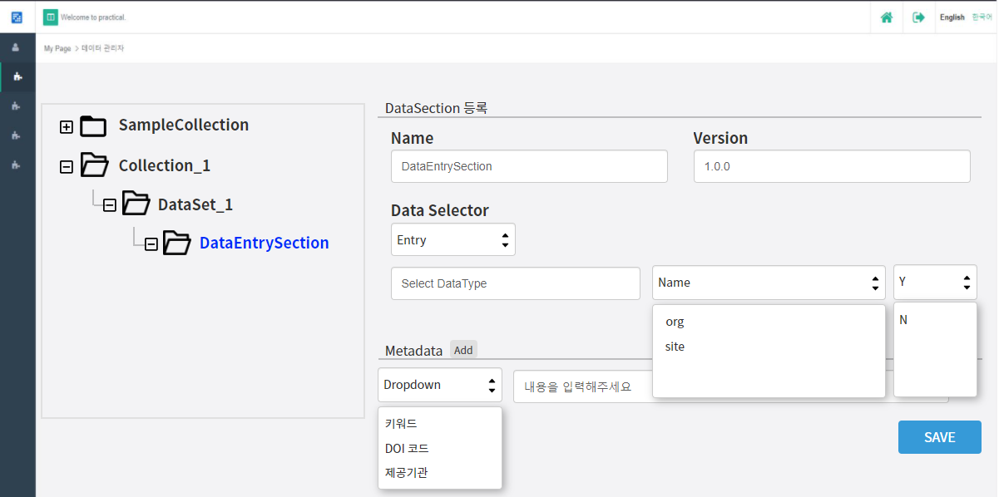 Welcome to practical.
English 한국어
My Page > 데이터 관리자
SampleCollection
Collection_1
DataSet_1
DataEntrySection
DataSection 등록
Name Version
DataEntrySection 1.0.0
Data Selector
Entry
Select DataType Name Y
org N
site
Metadata Add
Dropdown 내용을 입력해주세요
키워드
DOI 코드
제공기관
SAVE